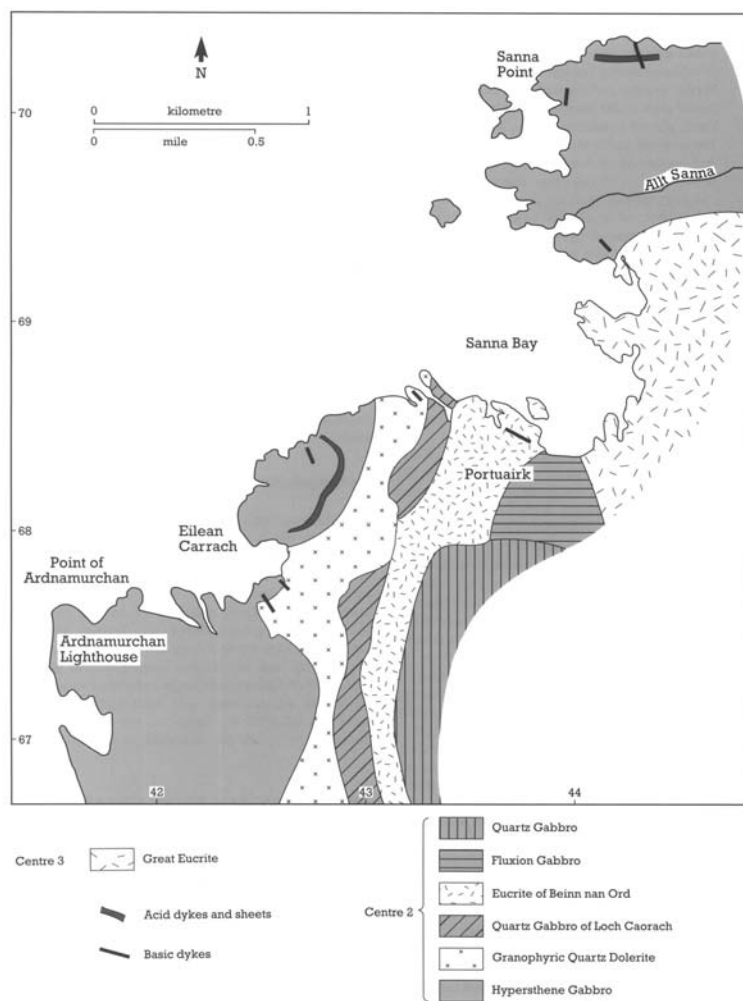 Sanna
Point
N
70
0
kilometre
1
0
mile
0.5
Allt Sanna
69
Sanna Bay
Portuairk
68
Eilean
Carrach
Point of
Ardnamurchan
Ardnamurchan
Lighthouse
67
42
43
44
Centre 3
Great Eucrite
Acid dykes and sheets
Basic dykes
Centre 2
Quartz Gabbro
Fluxion Gabbro
Eucrite of Beinn nan Ord
Quartz Gabbro of Loch Caorach
Granophyric Quartz Dolerite
Hypersthene Gabbro